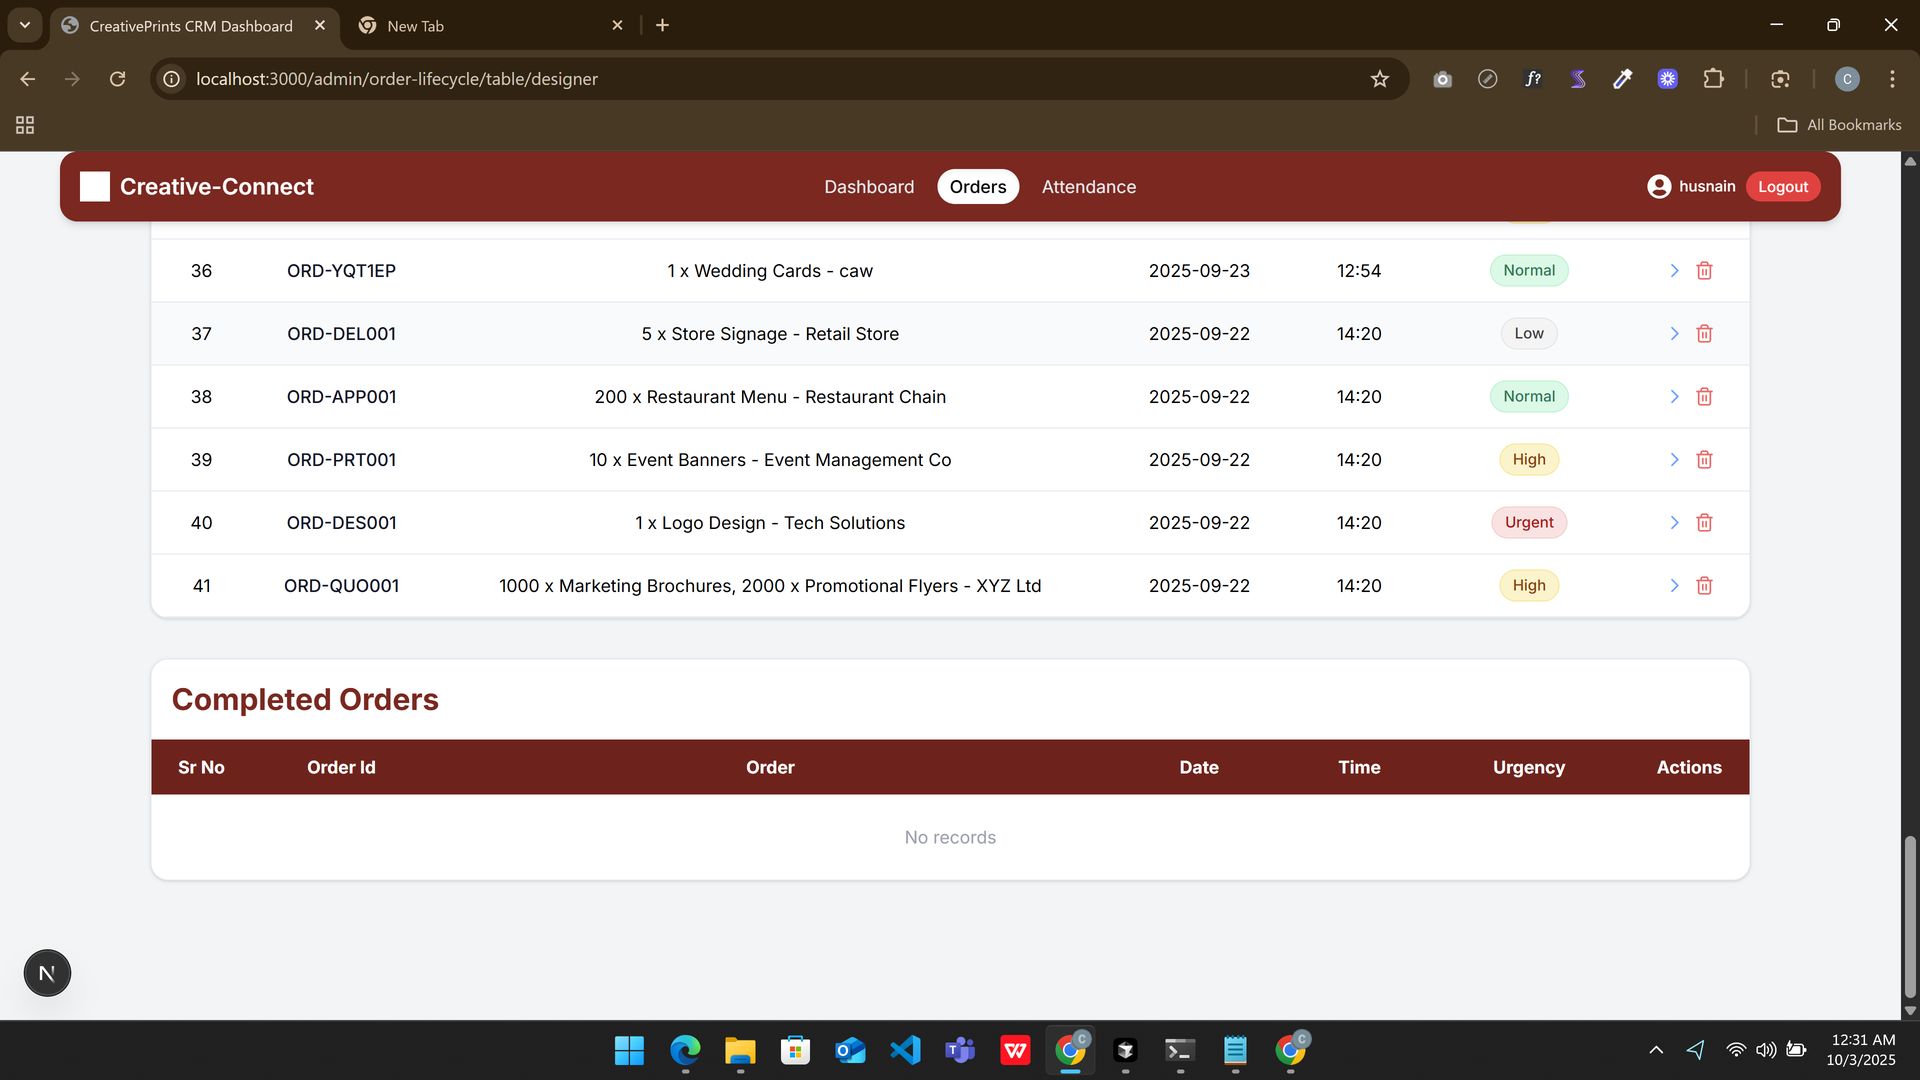 CreativePrints CRM Dashboard
New Tab
localhost:3000/admin/order-lifecycle/table/designer
f?
C
All Bookmarks
Creative-Connect
Dashboard
Orders
Attendance
husnain
Logout
36 ORD-YQT1EP 1 x Wedding Cards - caw 2025-09-23 12:54 Normal
37 ORD-DEL001 5 x Store Signage - Retail Store 2025-09-22 14:20 Low
38 ORD-APP001 200 x Restaurant Menu - Restaurant Chain 2025-09-22 14:20 Normal
39 ORD-PRT001 10 x Event Banners - Event Management Co 2025-09-22 14:20 High
40 ORD-DES001 1 x Logo Design - Tech Solutions 2025-09-22 14:20 Urgent
41 ORD-QUO001 1000 x Marketing Brochures, 2000 x Promotional Flyers - XYZ Ltd 2025-09-22 14:20 High
Completed Orders
Sr No Order Id Order Date Time Urgency Actions
No records
N
12:31 AM
10/3/2025